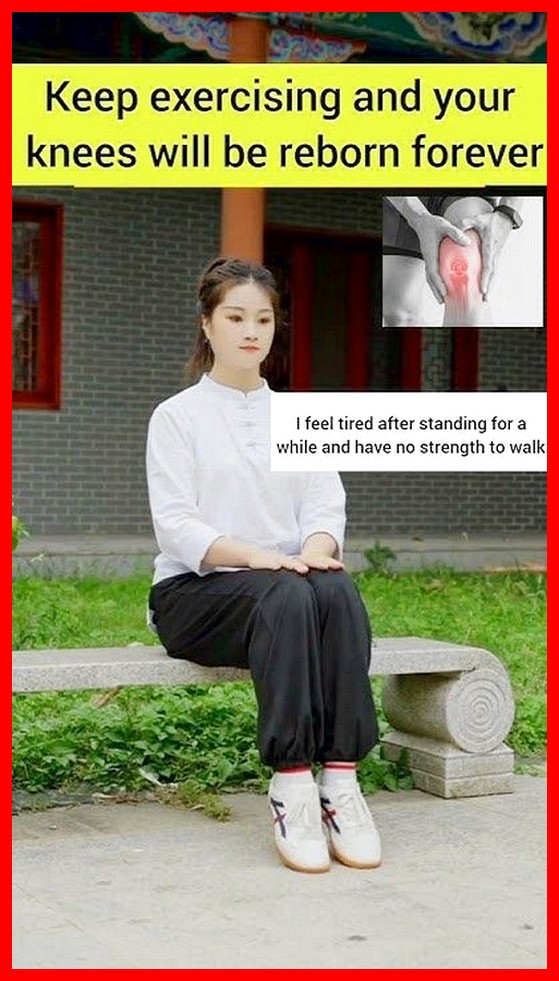 Keep exercising and your
knees will be reborn forever
I feel tired after standing for a
while and have no strength to walk